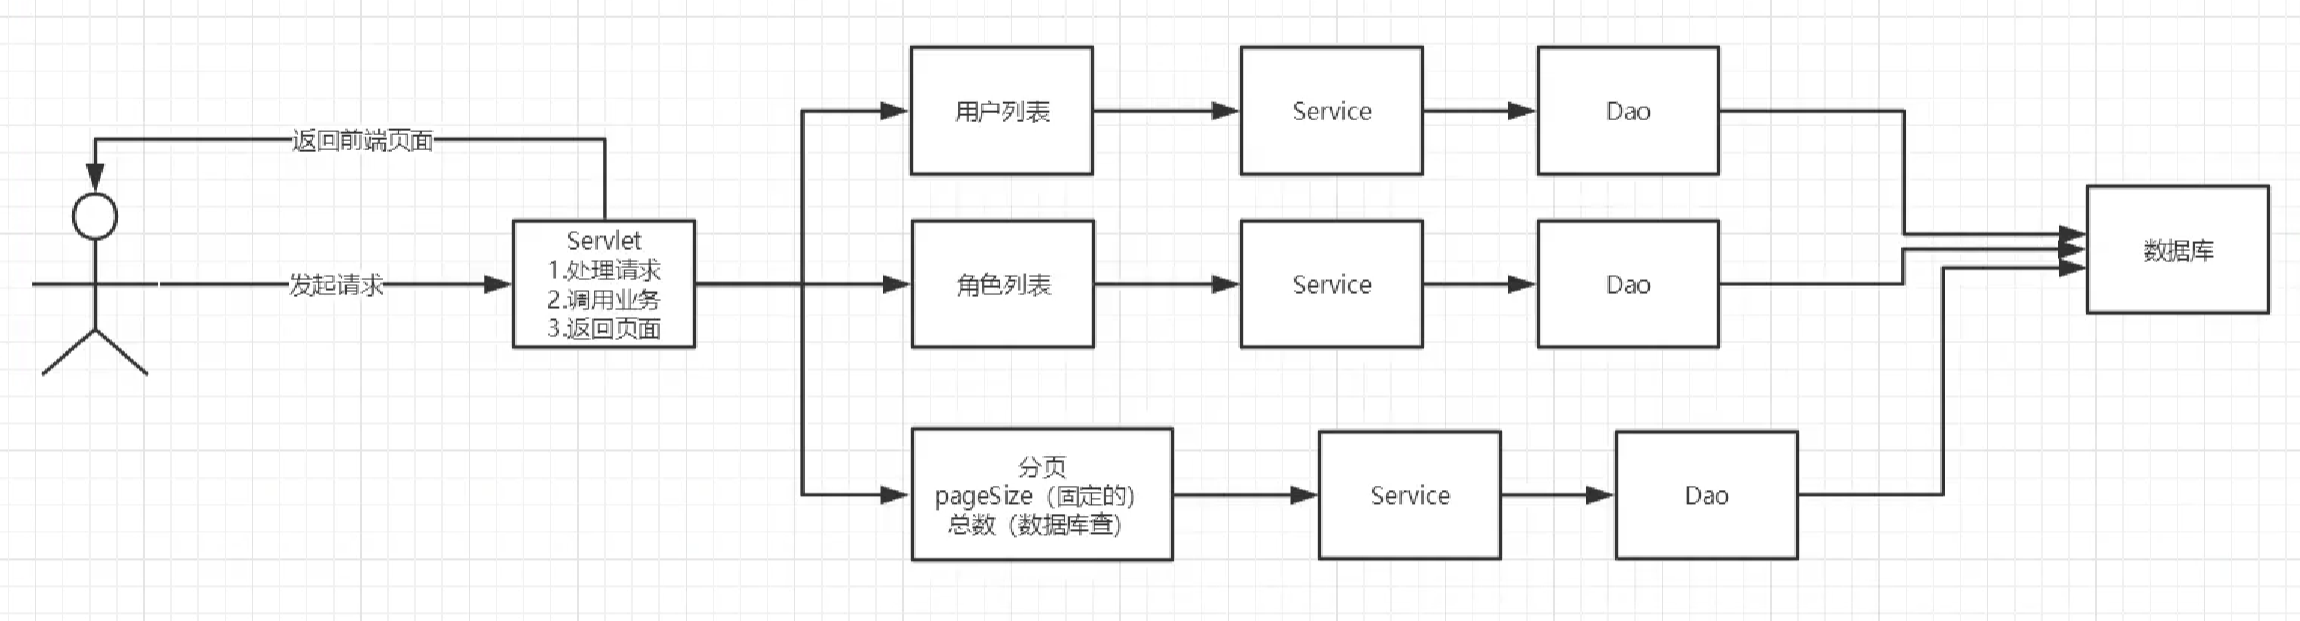 返回前端页面
发起请求
Servlet
1.处理请求
2.调用业务
3.返回页面
用户列表
Service
Dao
角色列表
Service
Dao
分页
pageSize（固定的）
总数（数据库查）
Service
Dao
数据库